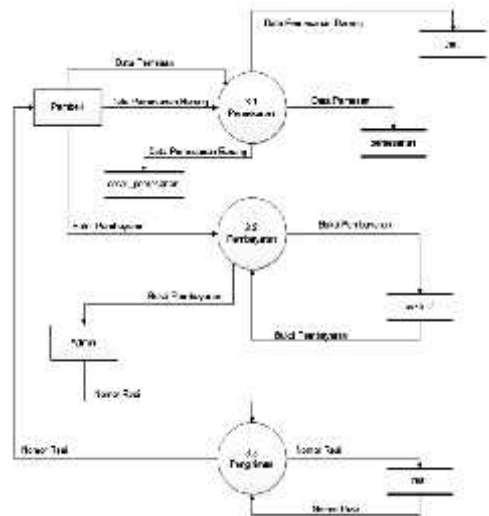 Data Pemesanan Barang
Data Pemesan
3.1
Pemesanan
Pembeli
Data Pemesanan Barang
Data Pemesan
pemesanan
Data Pemesanan Barang
detail_pemesanan
3.2
Pembayaran
Bukti Pembayaran
Bukti Pembayaran
Bukti Pembayaran
Bukti Pembayaran
Admin
Nomor Resi
Nomor Resi
Pengiriman
Nomor Resi
resi
Nomor Resi